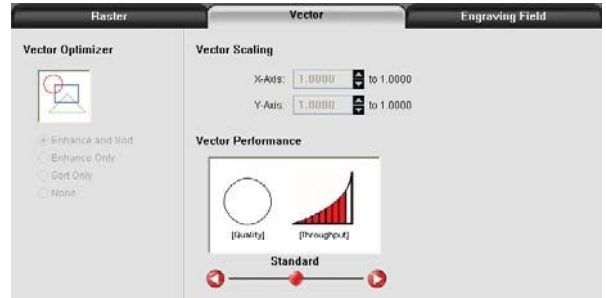 Raster
Vector
Engraving Field
Vector Optimizer
Enhance and Sort
Enhance Only
Sort Only
None
Vector Scaling
X-Axis: 1.0000 to 1.0000
Y-Axis: 1.0000 to 1.0000
Vector Performance
[Quality]
[Throughput]
Standard